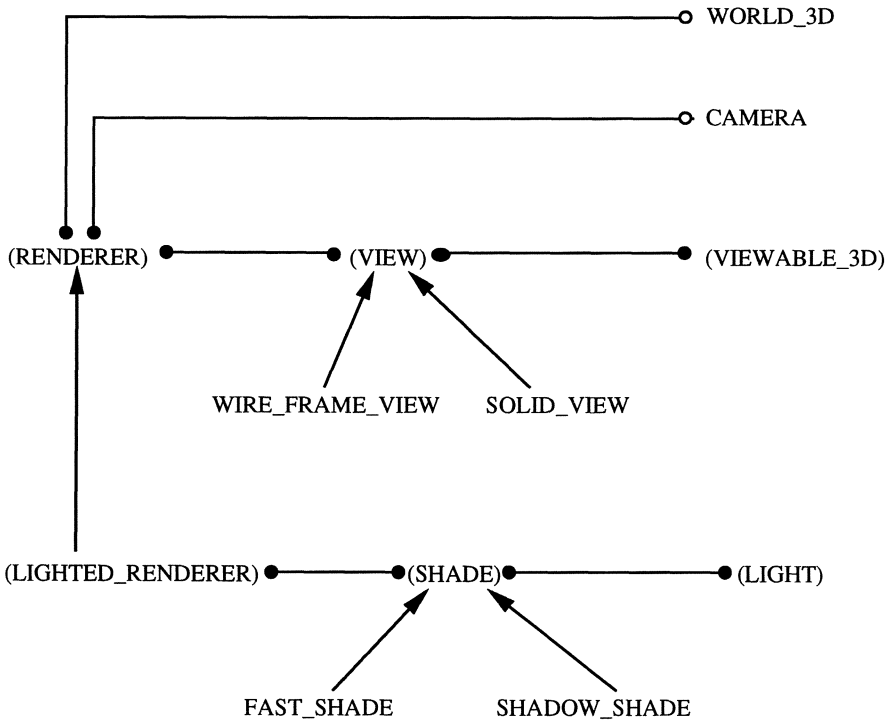 WORLD_3D
CAMERA
(RENDERER)
(VIEW)
(VIEWABLE_3D)
WIRE_FRAME_VIEW
SOLID_VIEW
(LIGHTED_RENDERER)
(SHADE)
(LIGHT)
FAST_SHADE
SHADOW_SHADE